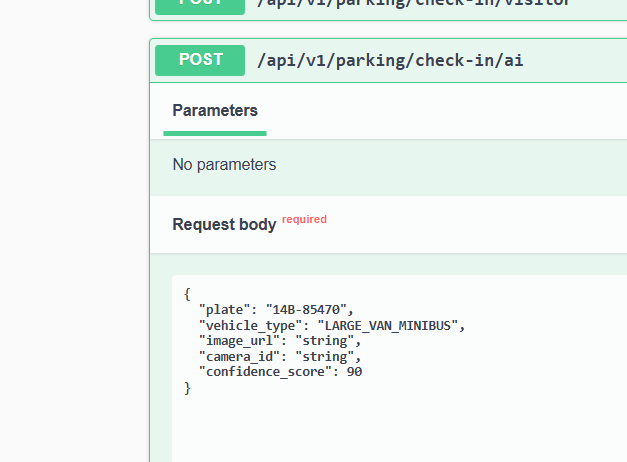 POST /api/v1/parking/check-in/visitor
POST /api/v1/parking/check-in/ai
Parameters
No parameters
Request body required
{
  "plate": "14B-85470",
  "vehicle_type": "LARGE_VAN_MINIBUS",
  "image_url": "string",
  "camera_id": "string",
  "confidence_score": 90
}